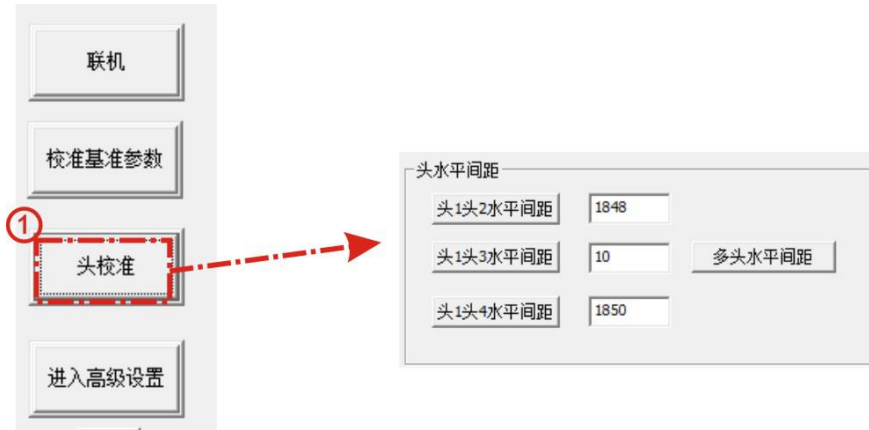 联机
校准基准参数
1
头校准
进入高级设置
头水平间距
头1头2水平间距 1848
头1头3水平间距 10 多头水平间距
头1头4水平间距 1850